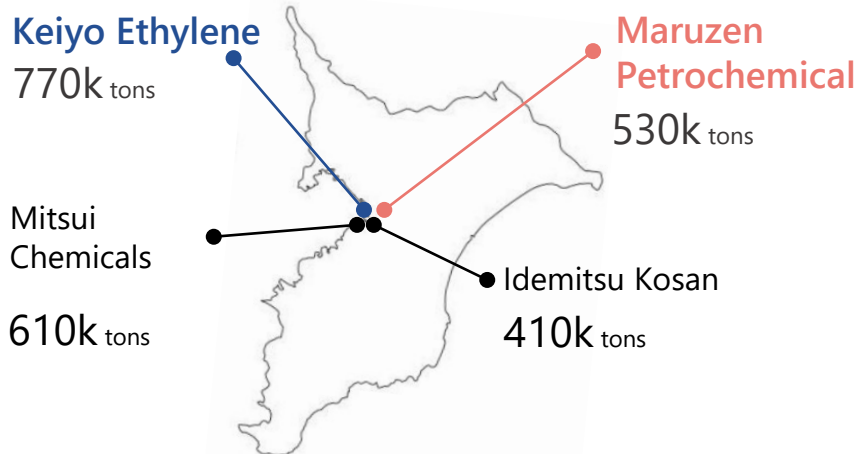 Keiyo Ethylene
770k tons
Maruzen
Petrochemical
530k tons
Mitsui
Chemicals
610k tons
Idemitsu Kosan
410k tons